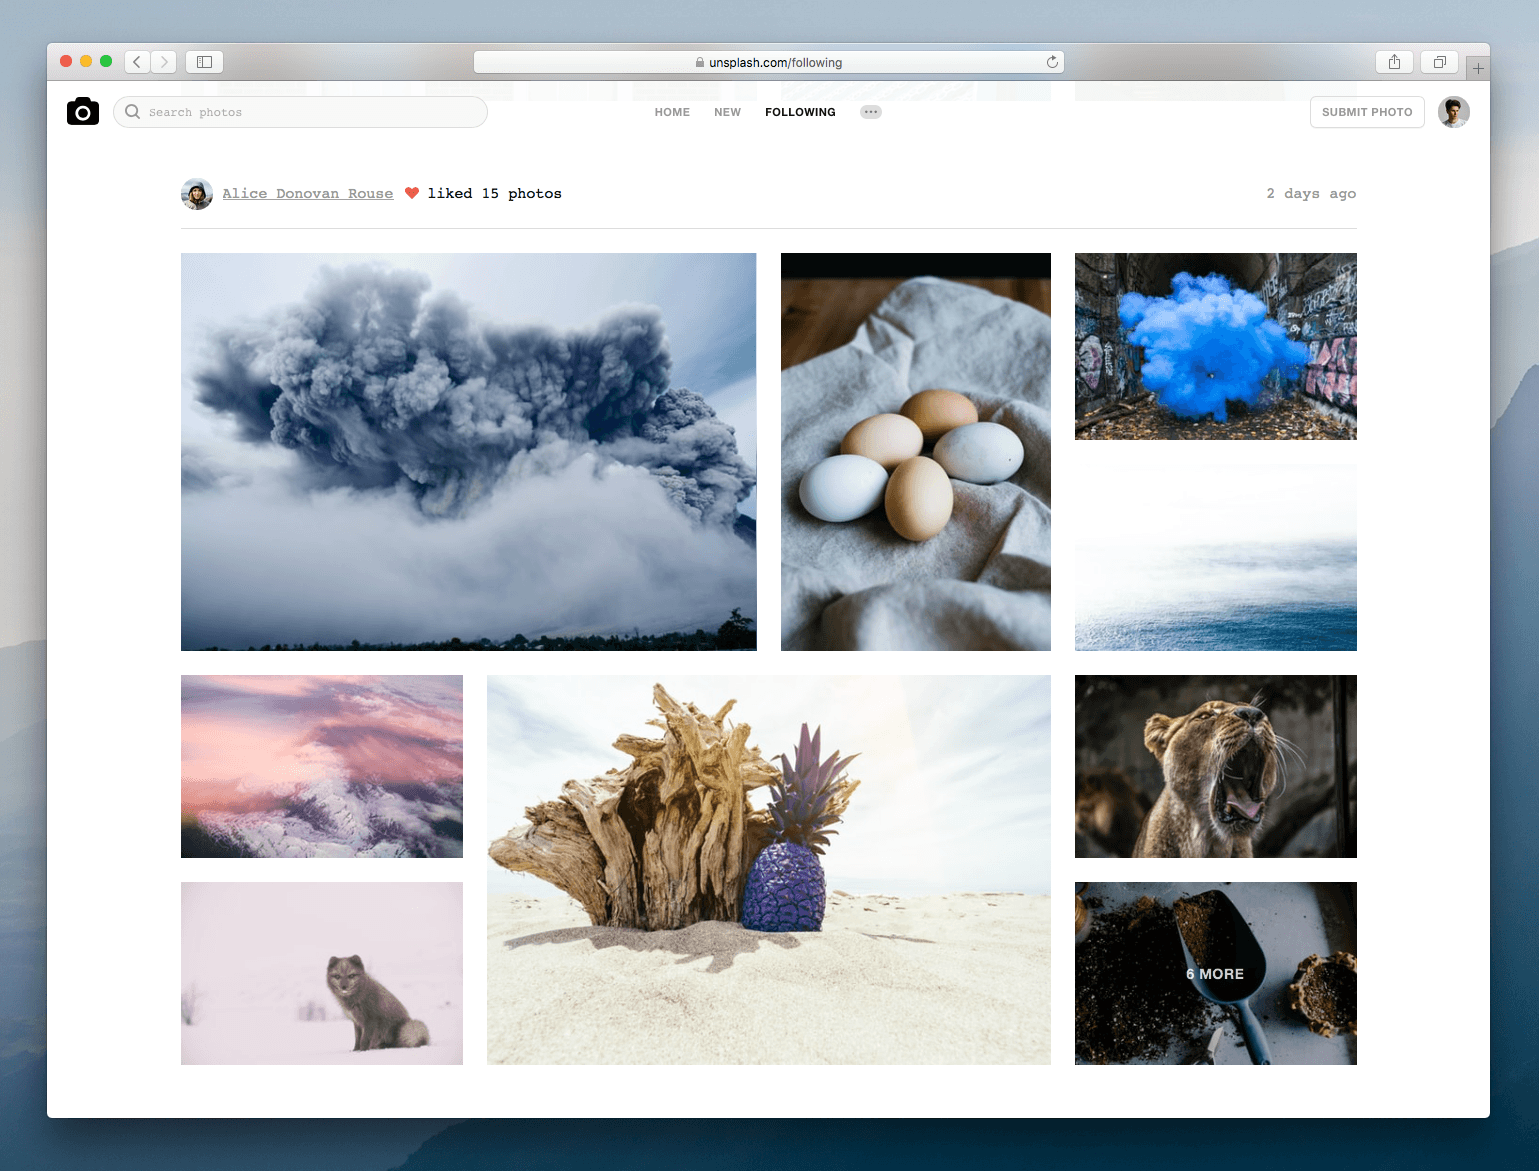 unsplash.com/following
Search photos
HOME
NEW
FOLLOWING
SUBMIT PHOTO
Alice Donovan Rouse
liked 15 photos
2 days ago
6 MORE